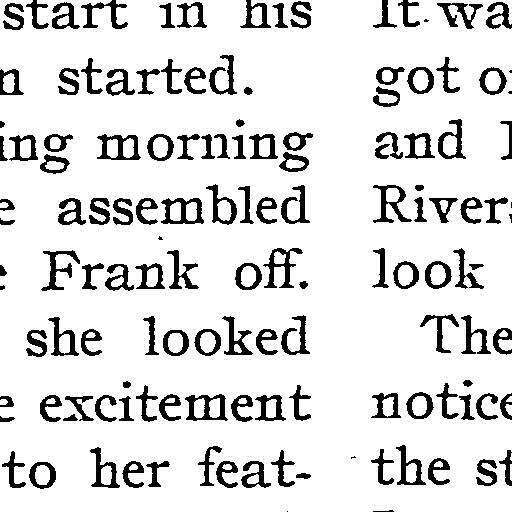 start in his
n started.
ing morning
e assembled
e Frank off.
she looked
e excitement
to her feat-
It wa
got o
and
River
look
The
notice
the st